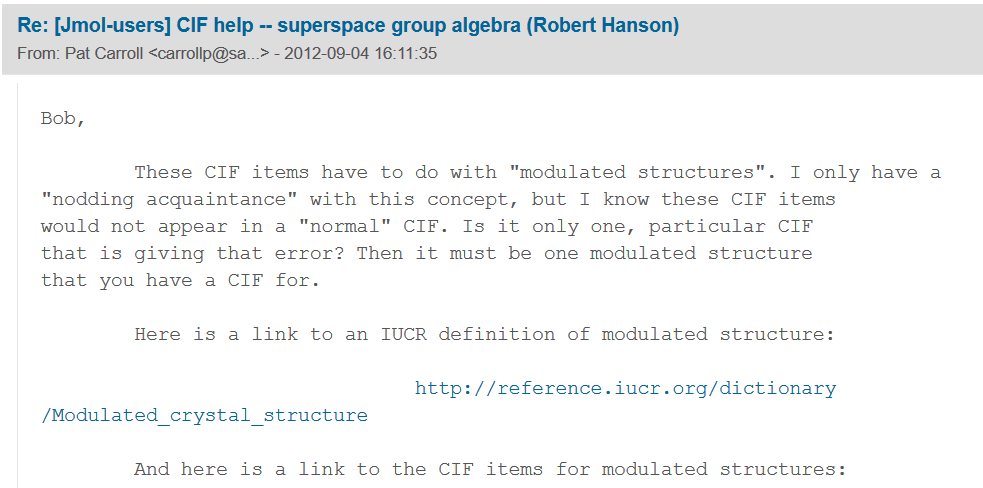 Re: [Jmol-users] CIF help -- superspace group algebra (Robert Hanson)
From: Pat Carroll <carrollp@sa...> - 2012-09-04 16:11:35
Bob,
These CIF items have to do with "modulated structures". I only have a
"nodding acquaintance" with this concept, but I know these CIF items
would not appear in a "normal" CIF. Is it only one, particular CIF
that is giving that error? Then it must be one modulated structure
that you have a CIF for.
Here is a link to an IUCR definition of modulated structure:
http://reference.iucr.org/dictionary
/Modulated_crystal_structure
And here is a link to the CIF items for modulated structures: